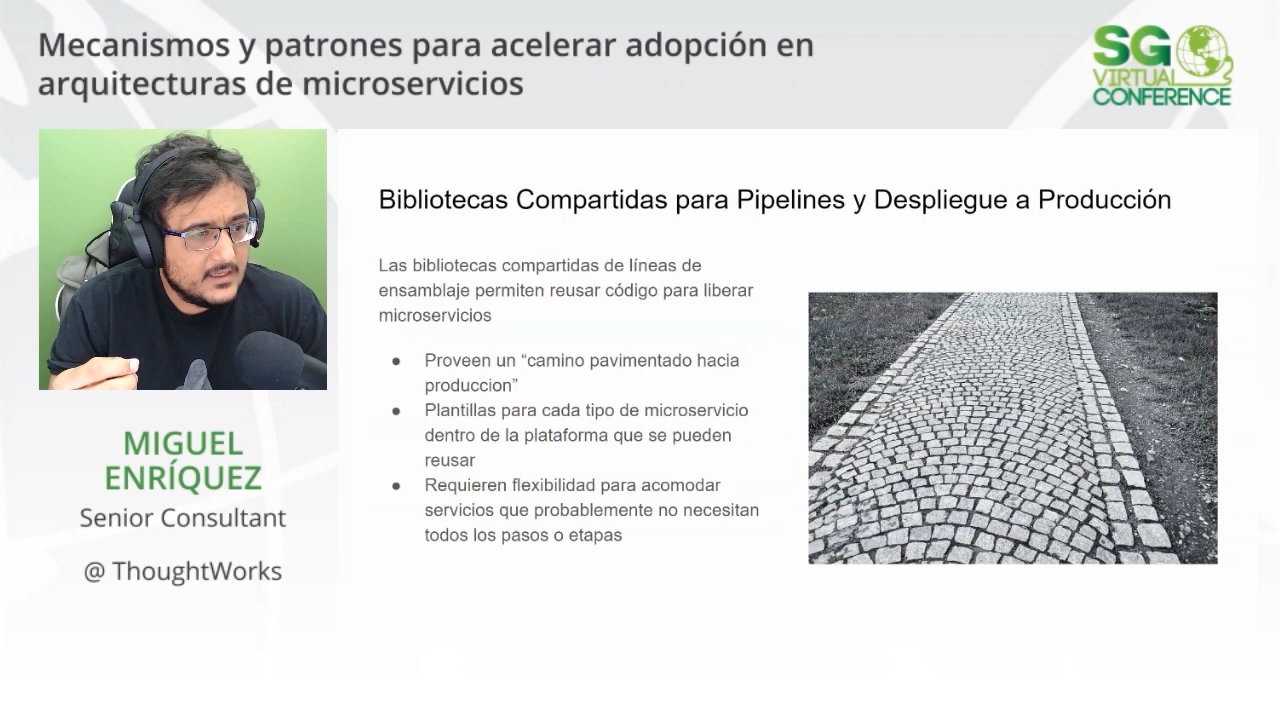 Mecanismos y patrones para acelerar adopción en
arquitecturas de microservicios
SG
VIRTUAL
CONFERENCE
MIGUEL
ENRÍQUEZ
Senior Consultant
@ ThoughtWorks
Bibliotecas Compartidas para Pipelines y Despliegue a Producción
Las bibliotecas compartidas de líneas de
ensamblaje permiten reusar código para liberar
microservicios
● Proveen un “camino pavimentado hacia
produccion”
● Plantillas para cada tipo de microservicio
dentro de la plataforma que se pueden
reusar
● Requieren flexibilidad para acomodar
servicios que probablemente no necesitan
todos los pasos o etapas